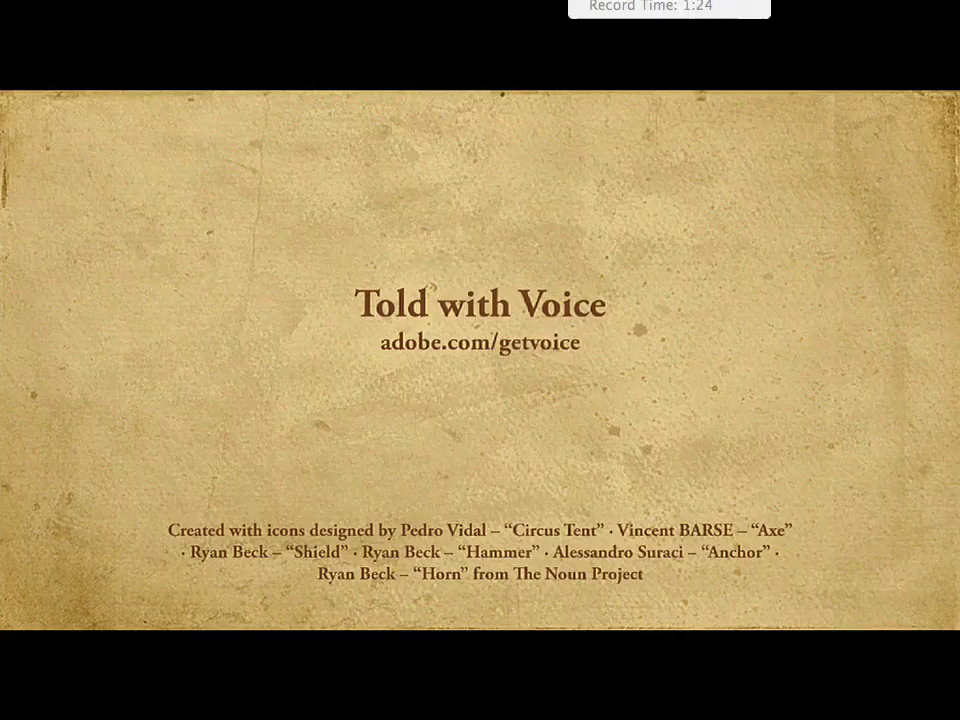 Record Time: 1:24
Told with Voice
adobe.com/getvoice
Created with icons designed by Pedro Vidal – “Circus Tent” · Vincent BARSE – “Axe”
· Ryan Beck – “Shield” · Ryan Beck – “Hammer” · Alessandro Suraci – “Anchor” ·
Ryan Beck – “Horn” from The Noun Project